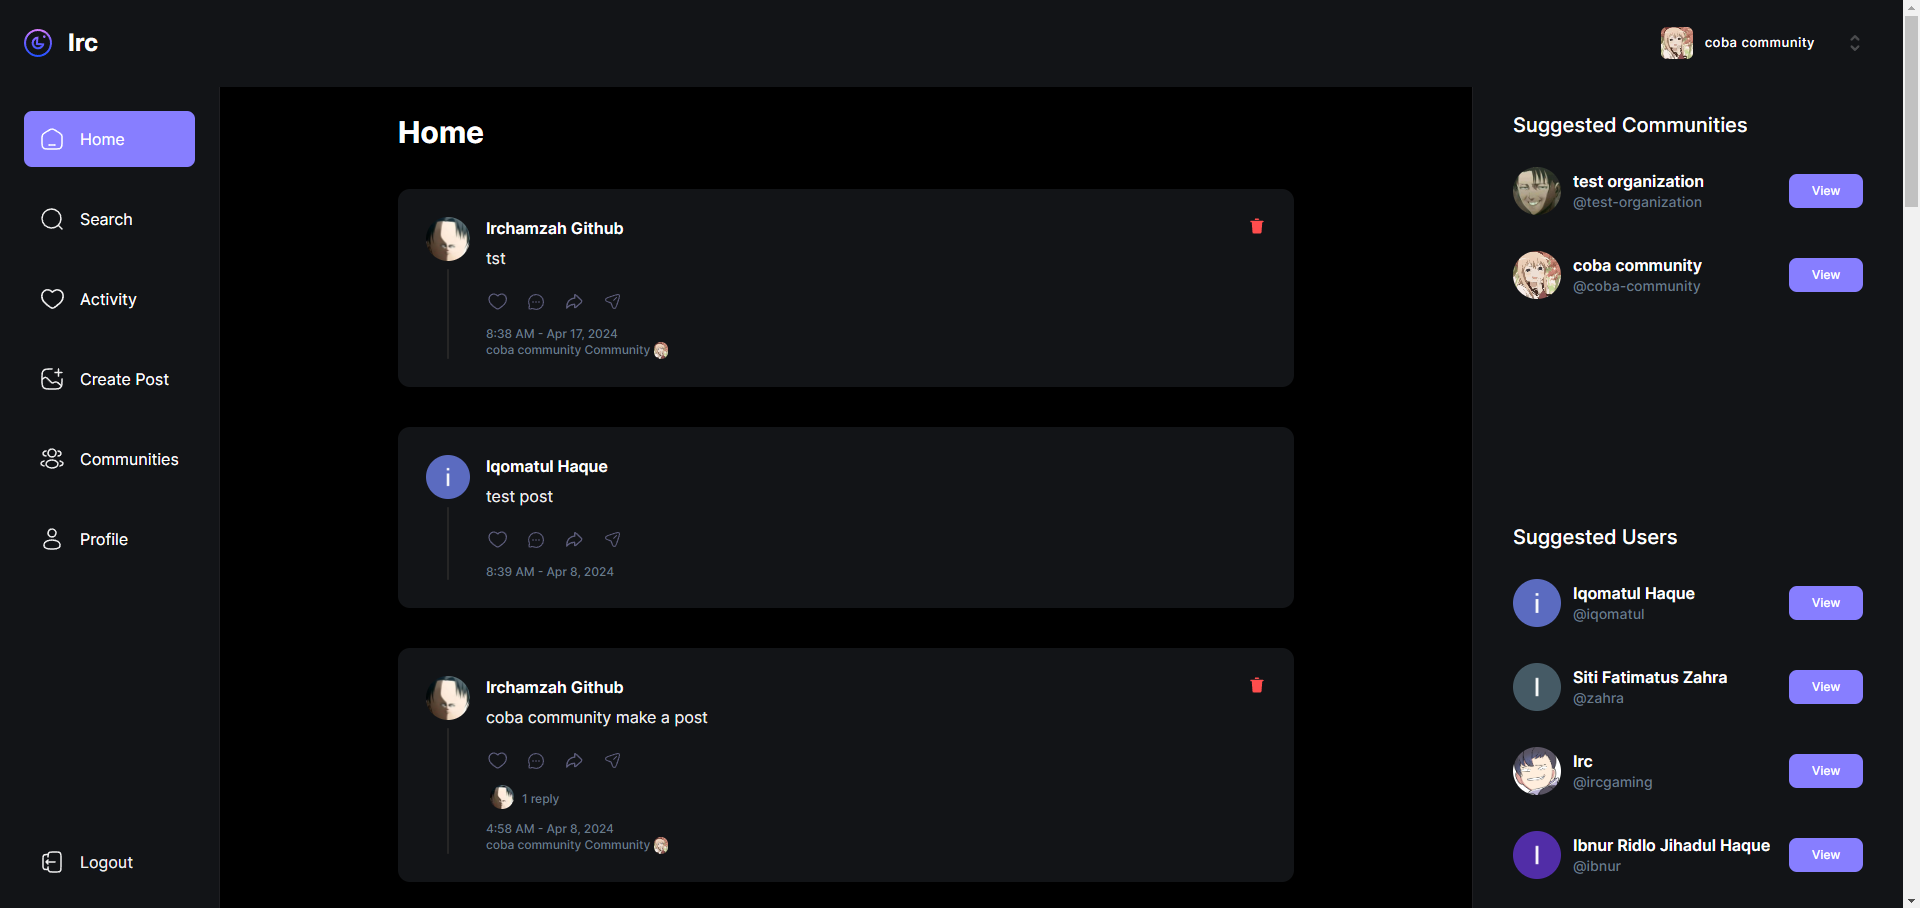 Irc
coba community
Home
Search
Activity
Create Post
Communities
Profile
Logout
Home
Irchamzah Github
tst
8:38 AM - Apr 17, 2024
coba community Community
i
Iqomatul Haque
test post
8:39 AM - Apr 8, 2024
Irchamzah Github
coba community make a post
1 reply
4:58 AM - Apr 8, 2024
coba community Community
Suggested Communities
test organization
@test-organization
View
coba community
@coba-community
View
Suggested Users
i
Iqomatul Haque
@iqomatul
View
I
Siti Fatimatus Zahra
@zahra
View
Irc
@ircgaming
View
I
Ibnur Ridlo Jihadul Haque
@ibnur
View